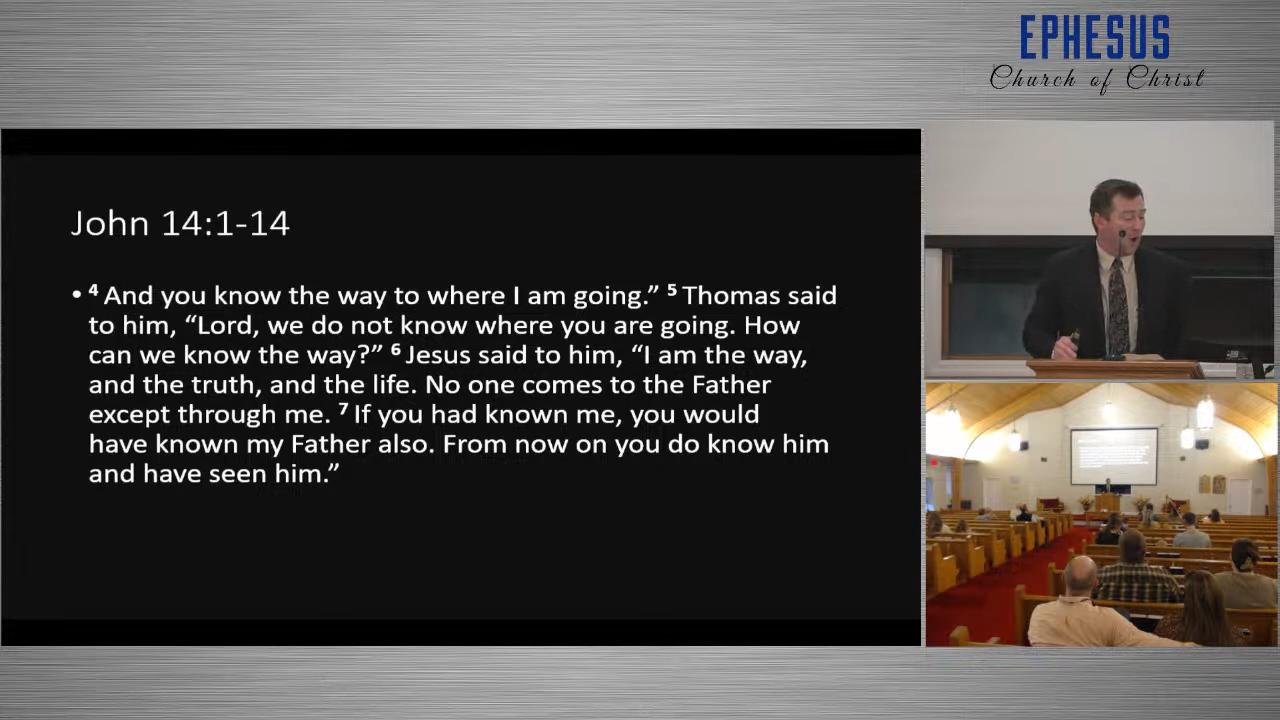 EPHESUS
Church of Christ
John 14:1-14
• ⁴ And you know the way to where I am going.” ⁵ Thomas said
to him, “Lord, we do not know where you are going. How
can we know the way?” ⁶ Jesus said to him, “I am the way,
and the truth, and the life. No one comes to the Father
except through me. ⁷ If you had known me, you would
have known my Father also. From now on you do know him
and have seen him.”